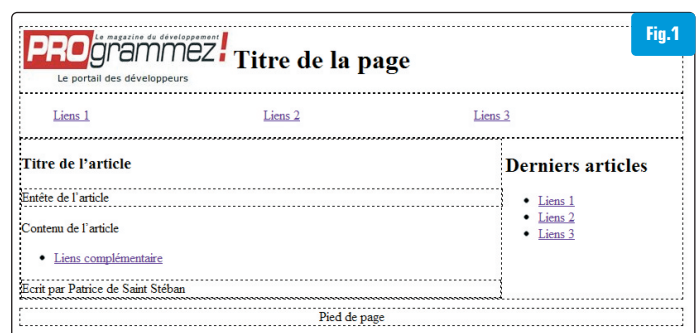 Fig.1
Le magazine du développement
PROgrammez!
Le portail des développeurs
Titre de la page
Liens 1 Liens 2 Liens 3
Titre de l'article
Entête de l'article
Contenu de l'article
Liens complémentaire
Ecrit par Patrice de Saint Stéban
Derniers articles
Liens 1
Liens 2
Liens 3
Pied de page